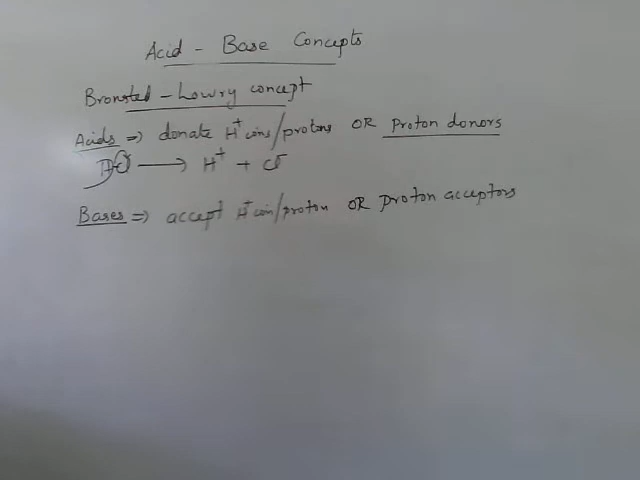 Acid - Base Concepts
Bronsted - Lowry concept
Acids => donate H+ ions/protons OR Proton donors
HCl → H+ + Cl-
Bases => accept H+ ion/proton OR proton acceptors